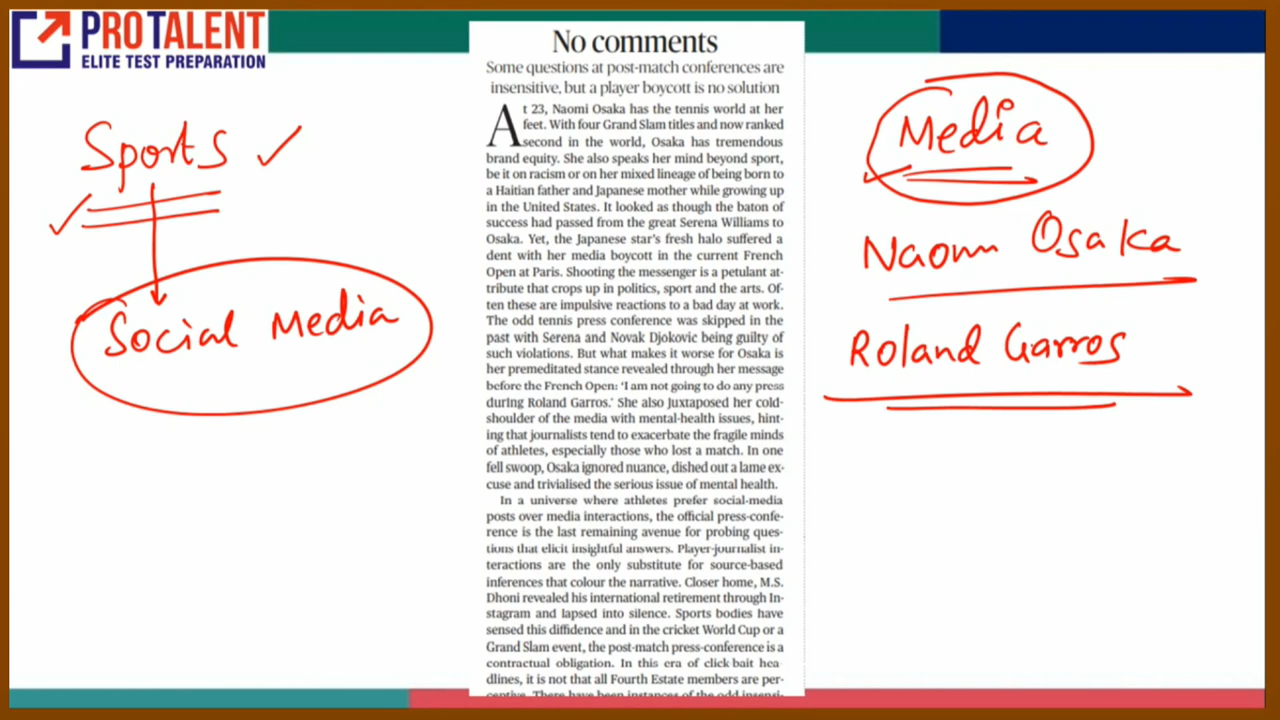 PROTALENT
ELITE TEST PREPARATION
Sports
Social Media
No comments
Some questions at post-match conferences are
insensitive, but a player boycott is no solution
At 23, Naomi Osaka has the tennis world at her
feet. With four Grand Slam titles and now ranked
second in the world, Osaka has tremendous
brand equity. She also speaks her mind beyond sport,
be it on racism or on her mixed lineage of being born to
a Haitian father and Japanese mother while growing up
in the United States. It looked as though the baton of
success had passed from the great Serena Williams to
Osaka. Yet, the Japanese star's fresh halo suffered a
dent with her media boycott in the current French
Open at Paris. Shooting the messenger is a petulant at-
tribute that crops up in politics, sport and the arts. Of-
ten these are impulsive reactions to a bad day at work.
The odd tennis press conference was skipped in the
past with Serena and Novak Djokovic being guilty of
such violations. But what makes it worse for Osaka is
her premeditated stance revealed through her message
before the French Open: 'I am not going to do any press
during Roland Garros.' She also juxtaposed her cold-
shoulder of the media with mental-health issues, hint-
ing that journalists tend to exacerbate the fragile minds
of athletes, especially those who lost a match. In one
fell swoop, Osaka ignored nuance, dished out a lame ex-
cuse and trivialised the serious issue of mental health.
In a universe where athletes prefer social-media
posts over media interactions, the official press-confe-
rence is the last remaining avenue for probing ques-
tions that elicit insightful answers. Player-journalist in-
teractions are the only substitute for source-based
inferences that colour the narrative. Closer home, M.S.
Dhoni revealed his international retirement through In-
stagram and lapsed into silence. Sports bodies have
sensed this diffidence and in the cricket World Cup or a
Grand Slam event, the post-match press-conference is a
contractual obligation. In this era of click bait hea
dlines, it is not that all Fourth Estate members are per-
ceptive. There have been instances of the odd insensi-
Media
Naomi Osaka
Roland Garros